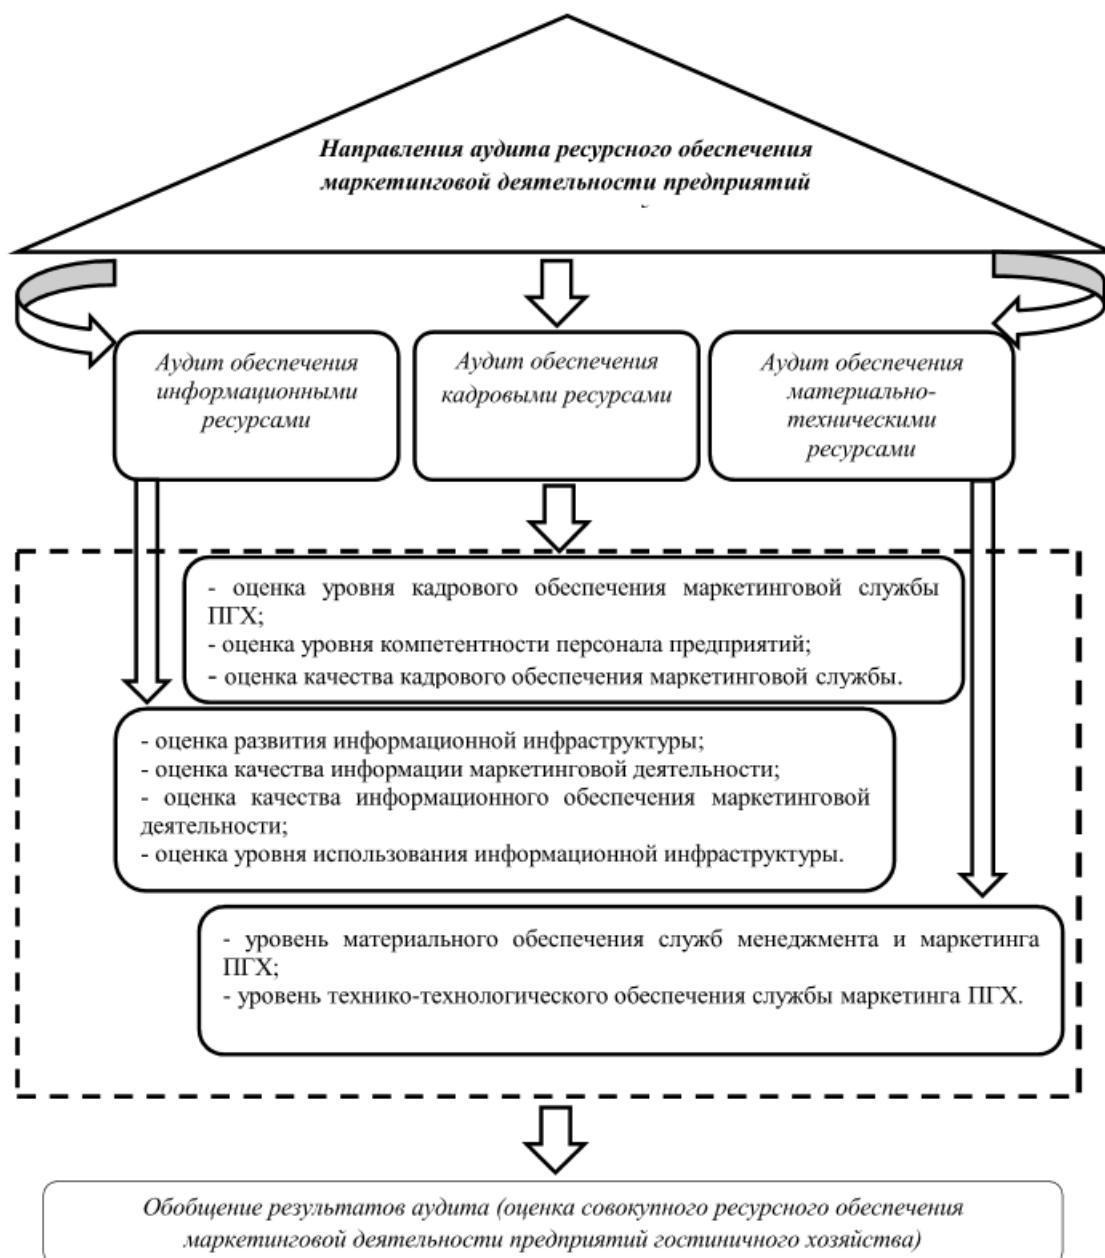 Направления аудита ресурсного обеспечения
маркетинговой деятельности предприятий
Аудит обеспечения
информационными
ресурсами
Аудит обеспечения
кадровыми ресурсами
Аудит обеспечения
материально-
техническими
ресурсами
- оценка уровня кадрового обеспечения маркетинговой службы
ПГХ;
- оценка уровня компетентности персонала предприятий;
- оценка качества кадрового обеспечения маркетинговой службы.
- оценка развития информационной инфраструктуры;
- оценка качества информации маркетинговой деятельности;
- оценка качества информационного обеспечения маркетинговой
деятельности;
- оценка уровня использования информационной инфраструктуры.
- уровень материального обеспечения служб менеджмента и маркетинга
ПГХ;
- уровень технико-технологического обеспечения службы маркетинга ПГХ.
Обобщение результатов аудита (оценка совокупного ресурсного обеспечения
маркетинговой деятельности предприятий гостиничного хозяйства)